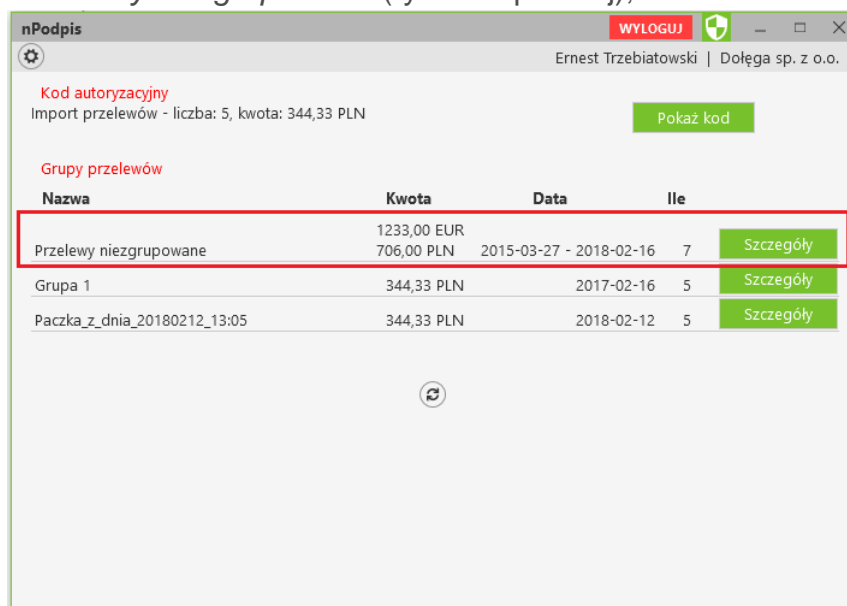 nPodpis WYLOGUJ
Ernest Trzebiatowski | Dołęga sp. z o.o.
Kod autoryzacyjny
Import przelewów - liczba: 5, kwota: 344,33 PLN Pokaż kod
Grupy przelewów
Nazwa Kwota Data Ile
1233,00 EUR
Przelewy niezgrupowane 706,00 PLN 2015-03-27 - 2018-02-16 7 Szczegóły
Grupa 1 344,33 PLN 2017-02-16 5 Szczegóły
Paczka_z_dnia_20180212_13:05 344,33 PLN 2018-02-12 5 Szczegóły